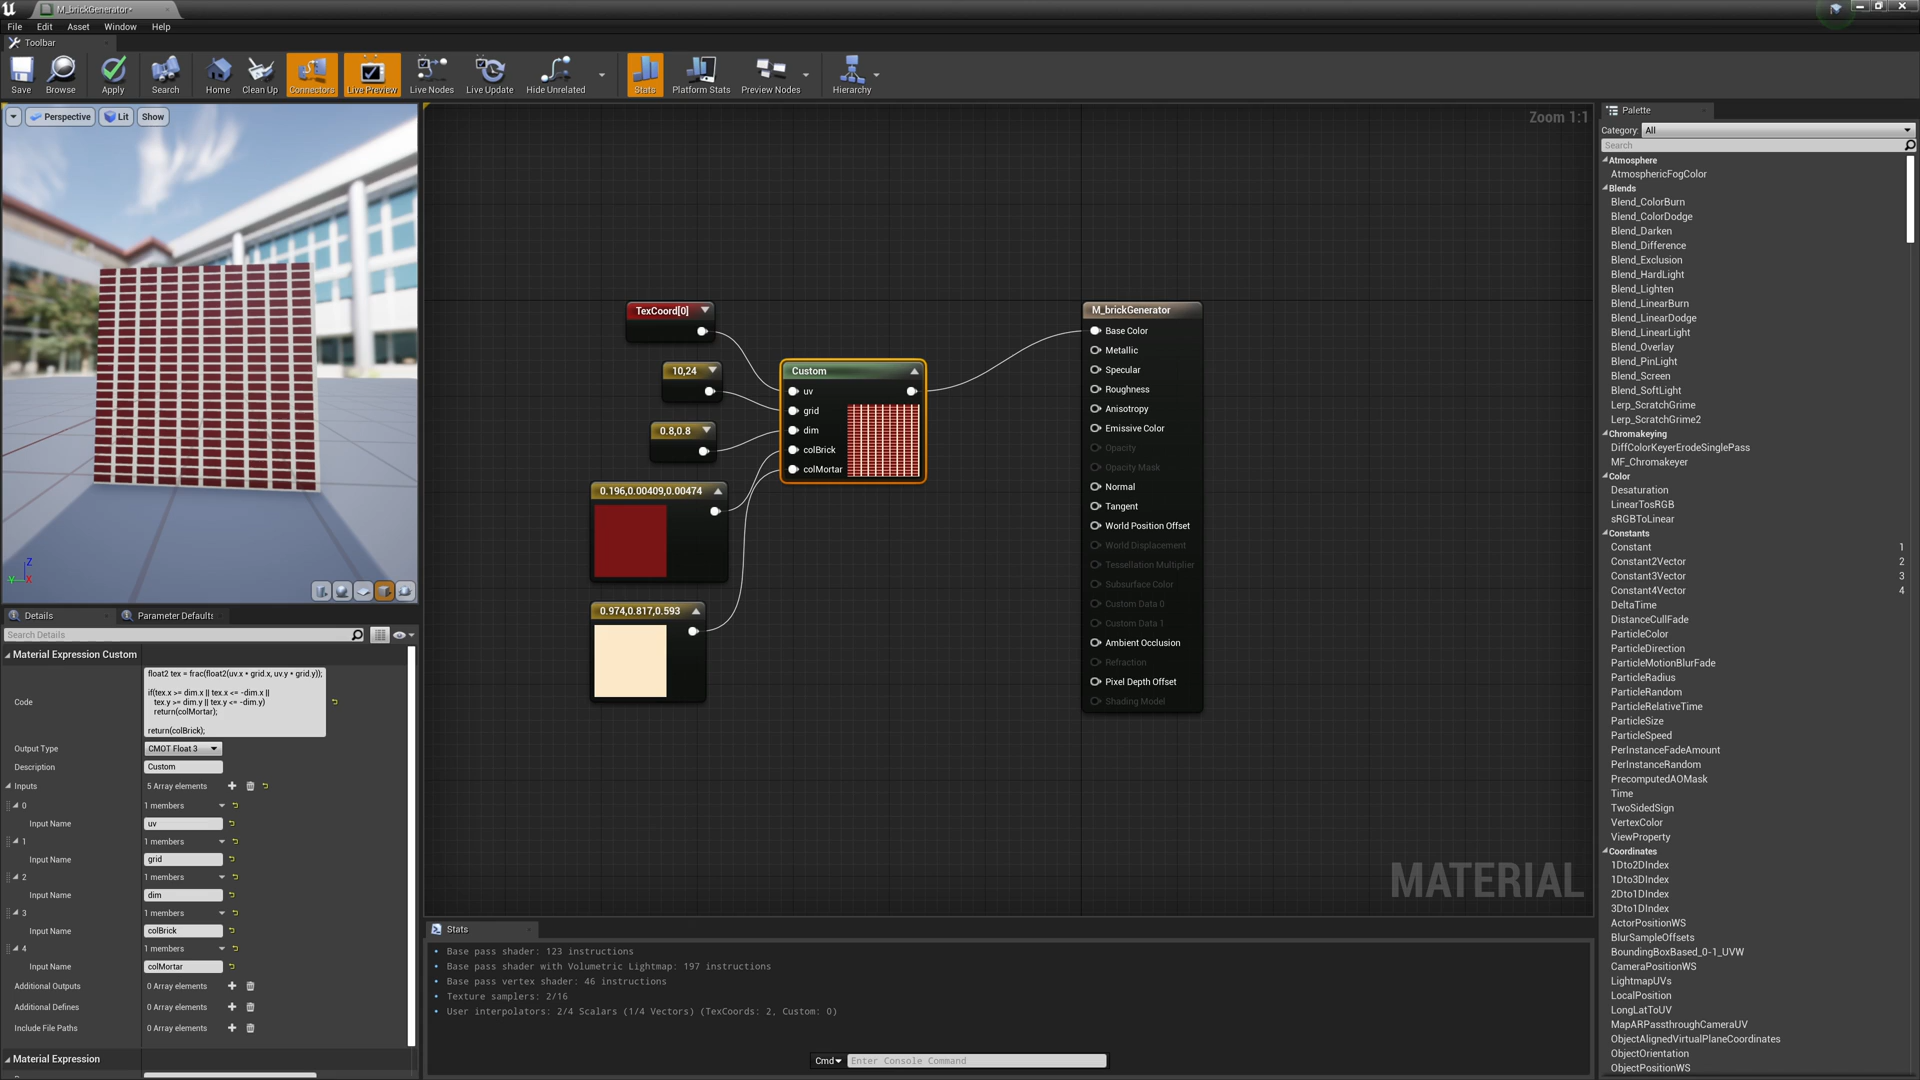 M_brickGenerator*
File Edit Asset Window Help
Toolbar
Save Browse Apply Search Home Clean Up Connectors Live Preview Live Nodes Live Update Hide Unrelated Stats Platform Stats Preview Nodes Hierarchy
Perspective Lit Show
Zoom 1:1
Z
Y X
TexCoord[0]
10,24
0.8,0.8
0.196,0.00409,0.00474
0.974,0.817,0.593
Custom
uv
grid
dim
colBrick
colMortar
M_brickGenerator
Base Color
Metallic
Specular
Roughness
Anisotropy
Emissive Color
Opacity
Opacity Mask
Normal
Tangent
World Position Offset
World Displacement
Tessellation Multiplier
Subsurface Color
Custom Data 0
Custom Data 1
Ambient Occlusion
Refraction
Pixel Depth Offset
Shading Model
MATERIAL
Details Parameter Defaults
Search Details
Material Expression Custom
Code
float2 tex = frac(float2(uv.x * grid.x, uv.y * grid.y));
if(tex.x >= dim.x || tex.x <= -dim.x ||
tex.y >= dim.y || tex.y <= -dim.y)
return(colMortar);
return(colBrick);
Output Type CMOT Float 3
Description Custom
Inputs 5 Array elements
0 1 members
Input Name uv
1 1 members
Input Name grid
2 1 members
Input Name dim
3 1 members
Input Name colBrick
4 1 members
Input Name colMortar
Additional Outputs 0 Array elements
Additional Defines 0 Array elements
Include File Paths 0 Array elements
Material Expression
Stats
Base pass shader: 123 instructions
Base pass shader with Volumetric Lightmap: 197 instructions
Base pass vertex shader: 46 instructions
Texture samplers: 2/16
User interpolators: 2/4 Scalars (1/4 Vectors) (TexCoords: 2, Custom: 0)
Cmd Enter Console Command
Palette
Category: All
Search
Atmosphere
AtmosphericFogColor
Blends
Blend_ColorBurn
Blend_ColorDodge
Blend_Darken
Blend_Difference
Blend_Exclusion
Blend_HardLight
Blend_Lighten
Blend_LinearBurn
Blend_LinearDodge
Blend_LinearLight
Blend_Overlay
Blend_PinLight
Blend_Screen
Blend_SoftLight
Lerp_ScratchGrime
Lerp_ScratchGrime2
Chromakeying
DiffColorKeyerErodeSinglePass
MF_Chromakeyer
Color
Desaturation
LinearTosRGB
sRGBToLinear
Constants
Constant 1
Constant2Vector 2
Constant3Vector 3
Constant4Vector 4
DeltaTime
DistanceCullFade
ParticleColor
ParticleDirection
ParticleMotionBlurFade
ParticleRadius
ParticleRandom
ParticleRelativeTime
ParticleSize
ParticleSpeed
PerInstanceFadeAmount
PerInstanceRandom
PrecomputedAOMask
Time
TwoSidedSign
VertexColor
ViewProperty
Coordinates
1Dto2DIndex
1Dto3DIndex
2Dto1DIndex
3Dto1DIndex
ActorPositionWS
BlurSampleOffsets
BoundingBoxBased_0-1_UVW
CameraPositionWS
LightmapUVs
LocalPosition
LongLatToUV
MapARPassthroughCameraUV
ObjectAlignedVirtualPlaneCoordinates
ObjectOrientation
ObjectPositionWS